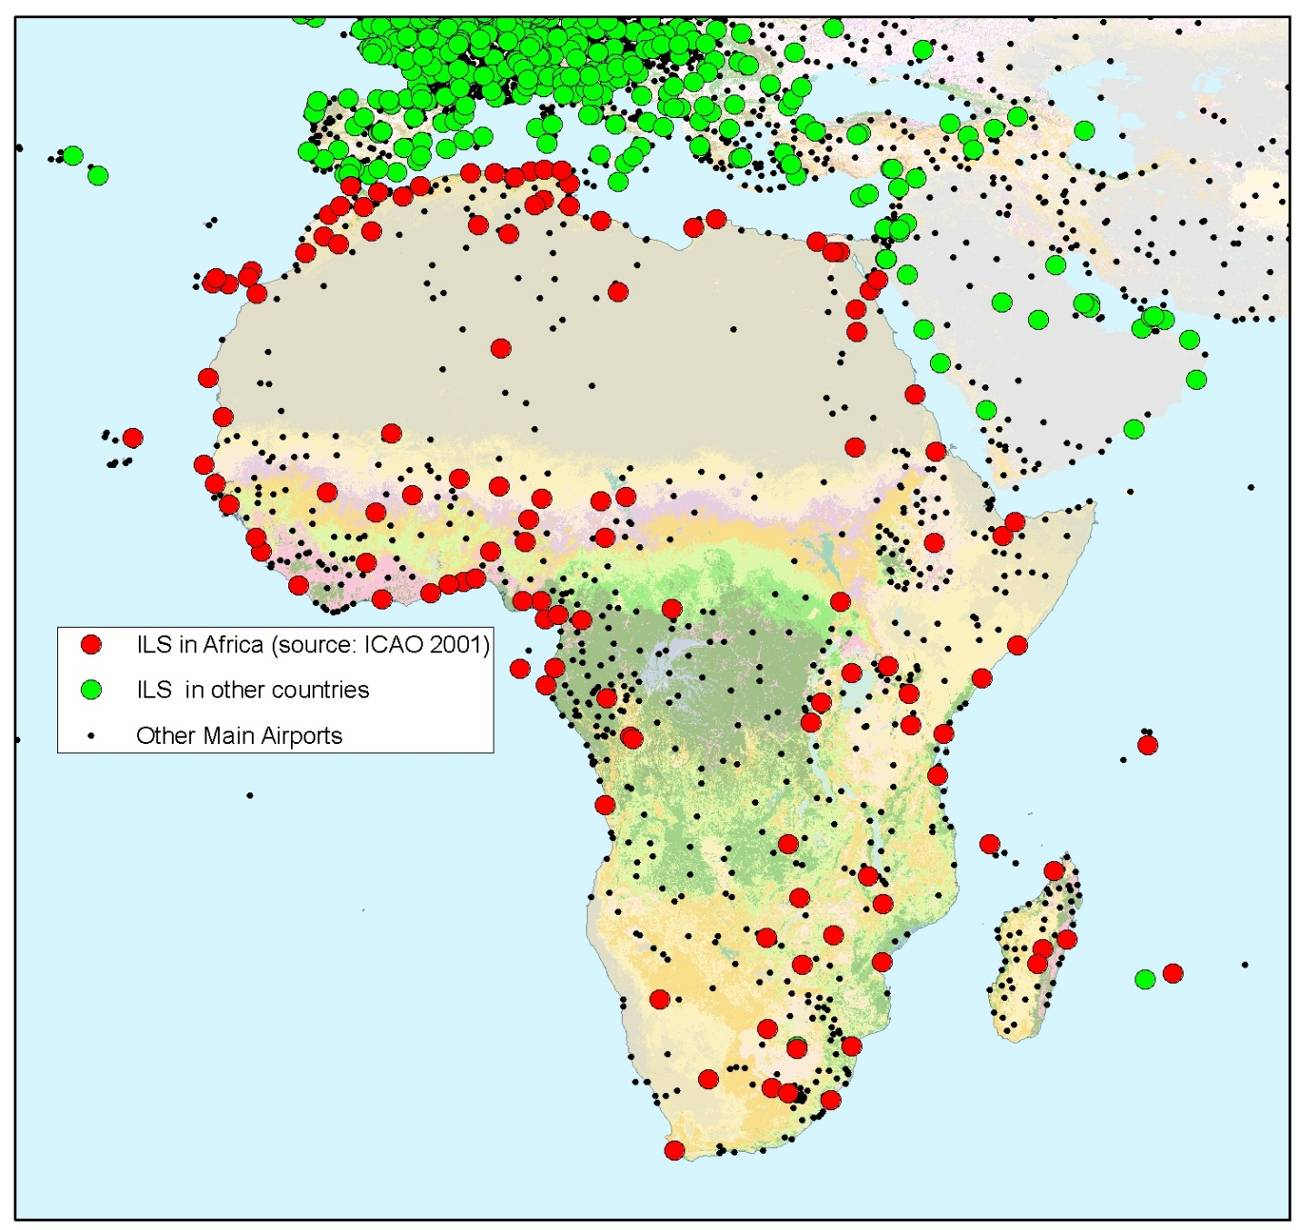 ILS in Africa (source: ICAO 2001)
ILS in other countries
Other Main Airports